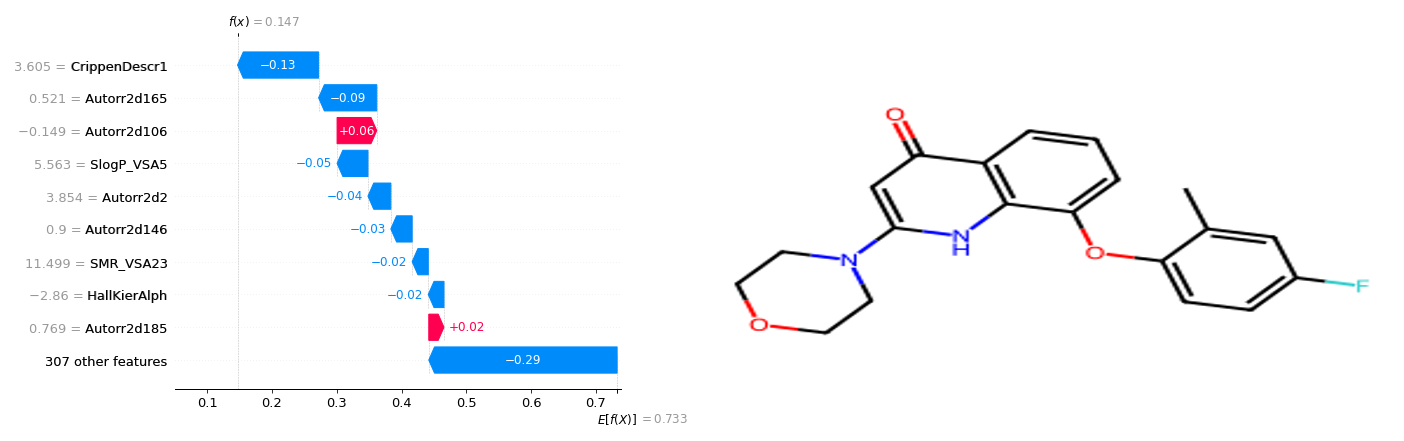 f(x) = 0.147
3.605 = CrippenDescr1
−0.13
0.521 = Autorr2d165
−0.09
−0.149 = Autorr2d106
+0.06
5.563 = SlogP_VSA5
−0.05
3.854 = Autorr2d2
−0.04
0.9 = Autorr2d146
−0.03
11.499 = SMR_VSA23
−0.02
−2.86 = HallKierAlph
−0.02
0.769 = Autorr2d185
+0.02
307 other features
−0.29
0.1 0.2 0.3 0.4 0.5 0.6 0.7
E[f(X)] = 0.733
O
N
H
N
O
O
F